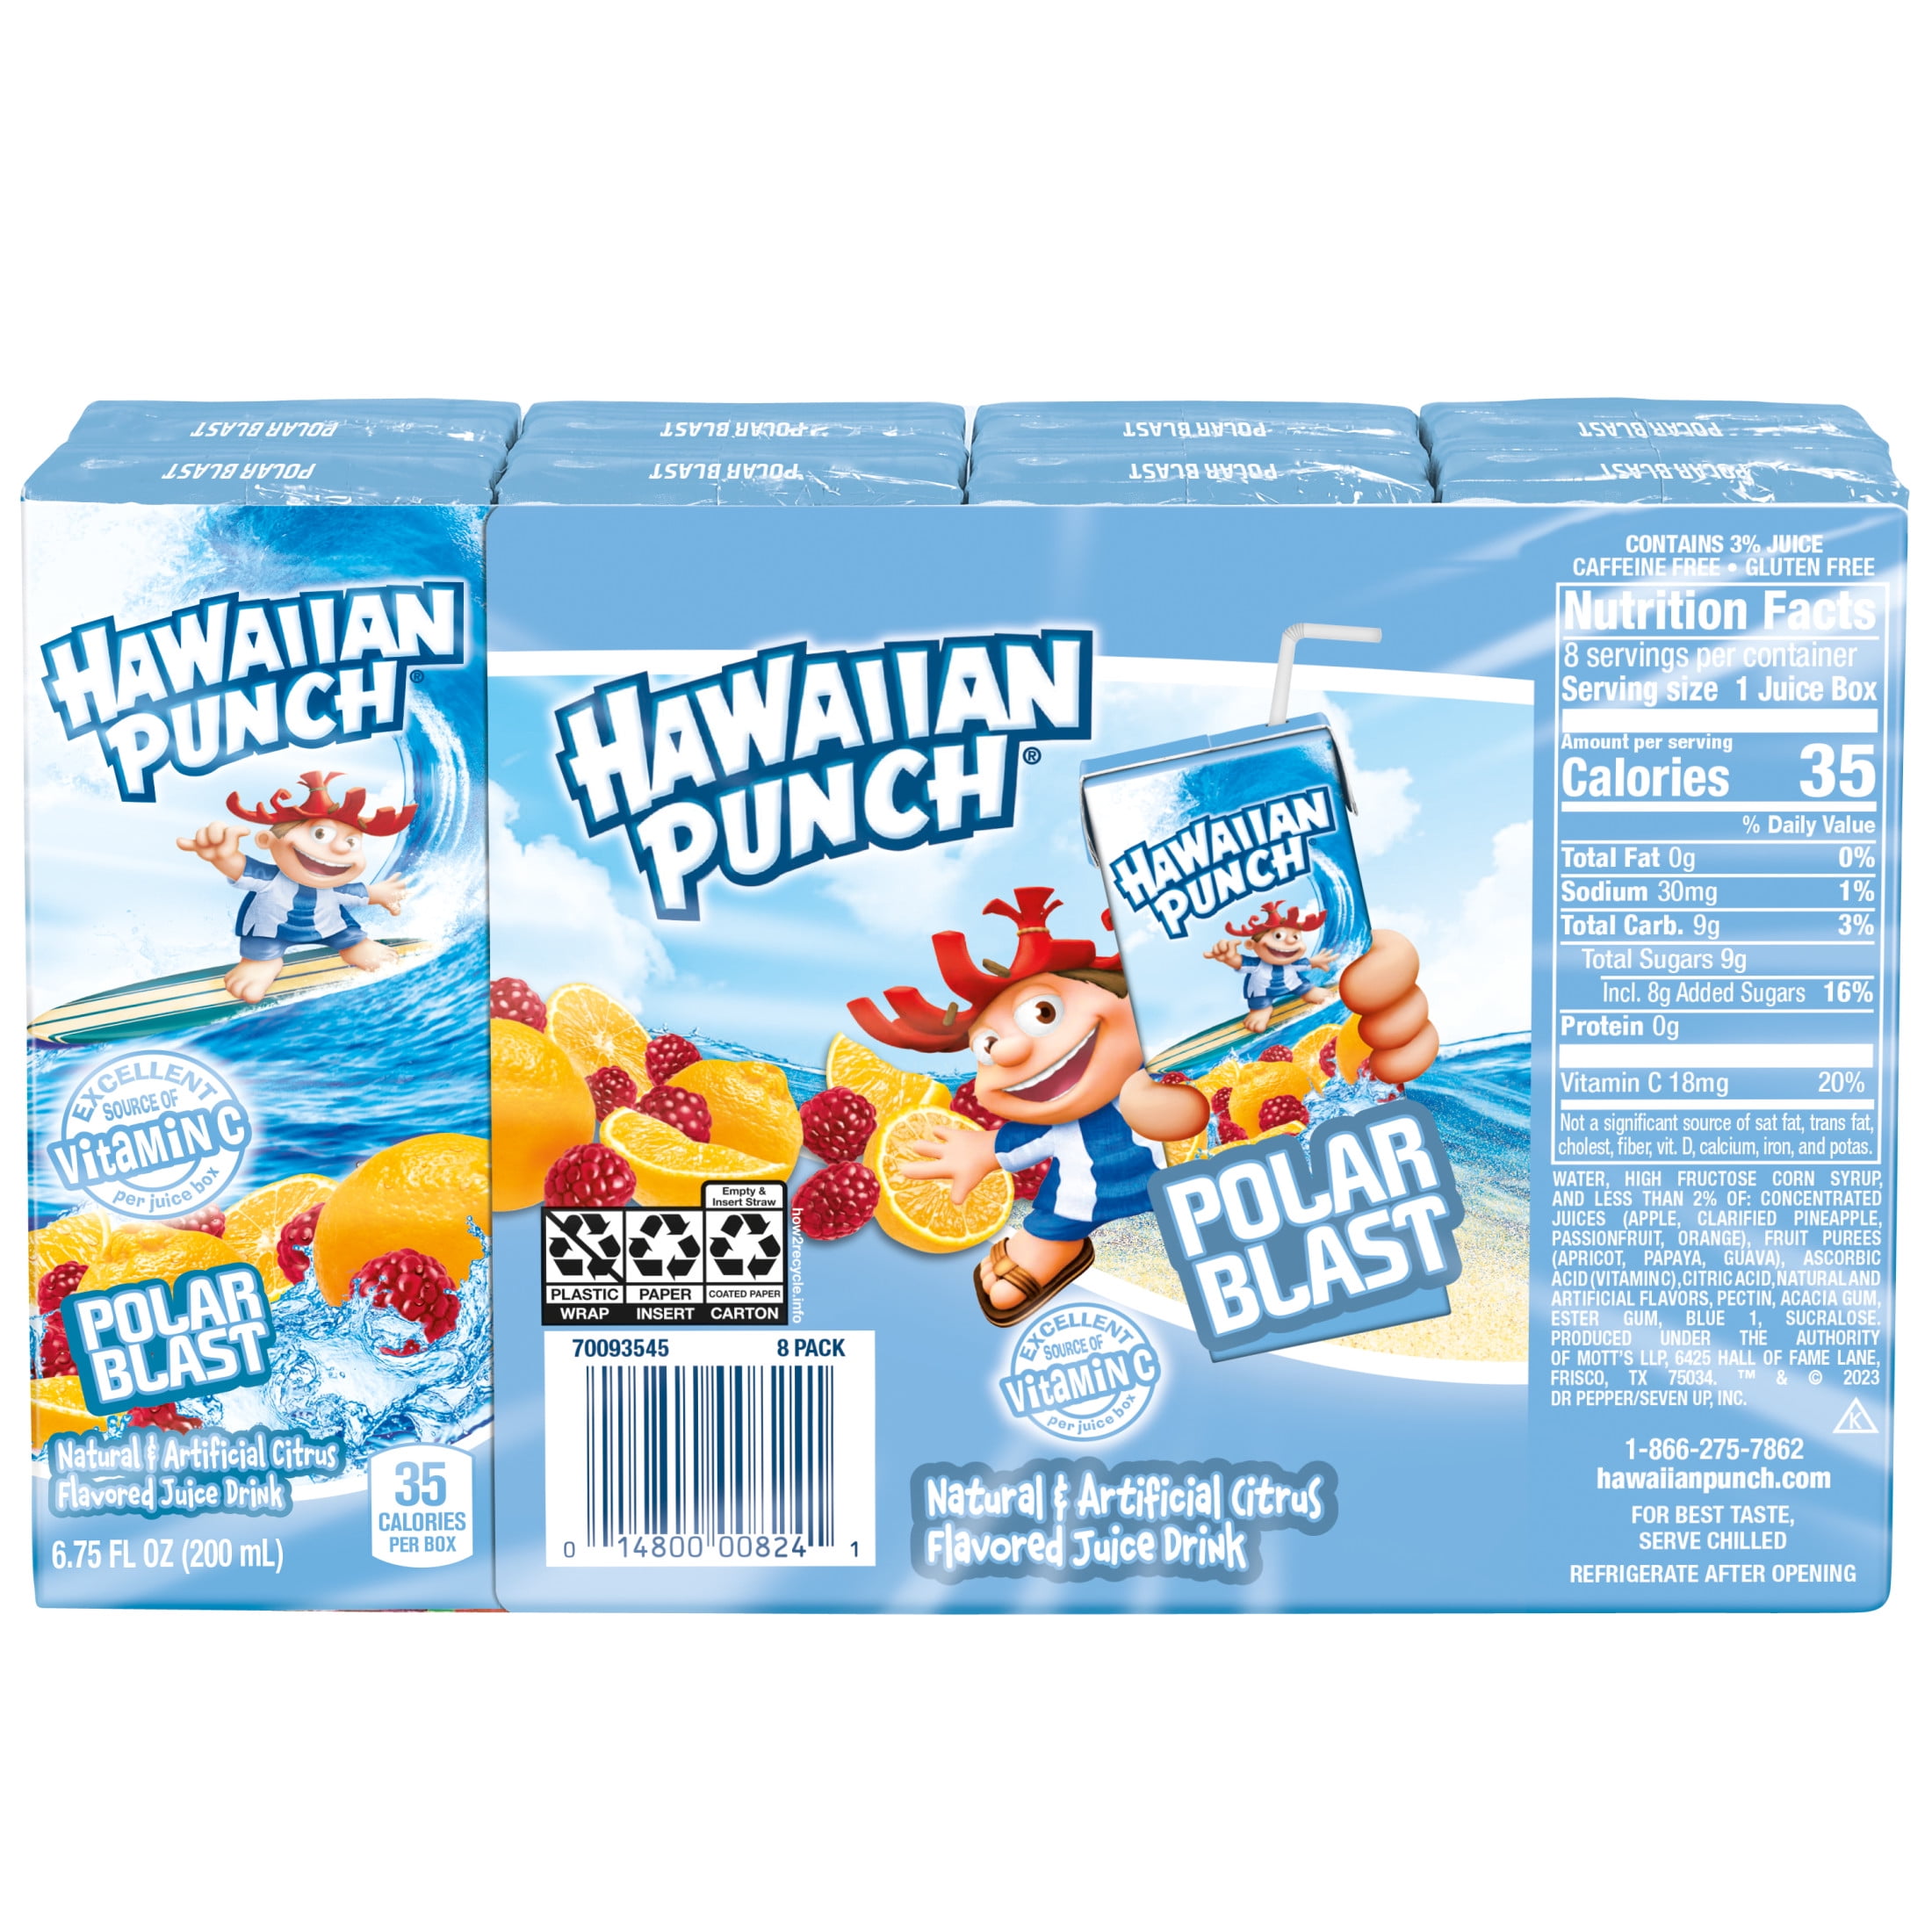 POLAR BLAST
POLAR BLAST
POLAR BLAST
POLAR BLAST
POLAR BLAST
POLAR BLAST
POLAR BLAST
POLAR BLAST
HAWAIIAN
PUNCH®
EXCELLENT
SOURCE OF
VitaMiN C
per juice box
POLAR
BLAST
Natural & Artificial Citrus
Flavored Juice Drink
35
CALORIES
PER BOX
6.75 FL OZ (200 mL)
HAWAIIAN
PUNCH®
HAWAIIAN
PUNCH
POLAR
BLAST
Empty &
Insert Straw
PLASTIC PAPER COATED PAPER
WRAP INSERT CARTON
how2recycle.info
70093545 8 PACK
0 14800 00824 1
EXCELLENT
SOURCE OF
VitaMiN C
per juice box
Natural & Artificial Citrus
Flavored Juice Drink
CONTAINS 3% JUICE
CAFFEINE FREE • GLUTEN FREE
Nutrition Facts
8 servings per container
Serving size 1 Juice Box
Amount per serving
Calories 35
% Daily Value
Total Fat 0g 0%
Sodium 30mg 1%
Total Carb. 9g 3%
Total Sugars 9g
Incl. 8g Added Sugars 16%
Protein 0g
Vitamin C 18mg 20%
Not a significant source of sat fat, trans fat,
cholest, fiber, vit. D, calcium, iron, and potas.
WATER, HIGH FRUCTOSE CORN SYRUP,
AND LESS THAN 2% OF: CONCENTRATED
JUICES (APPLE, CLARIFIED PINEAPPLE,
PASSIONFRUIT, ORANGE), FRUIT PUREES
(APRICOT, PAPAYA, GUAVA), ASCORBIC
ACID (VITAMIN C), CITRIC ACID, NATURAL AND
ARTIFICIAL FLAVORS, PECTIN, ACACIA GUM,
ESTER GUM, BLUE 1, SUCRALOSE.
PRODUCED UNDER THE AUTHORITY
OF MOTT'S LLP, 6425 HALL OF FAME LANE,
FRISCO, TX 75034. ™ & © 2023
DR PEPPER/SEVEN UP, INC.
K
1-866-275-7862
hawaiianpunch.com
FOR BEST TASTE,
SERVE CHILLED
REFRIGERATE AFTER OPENING